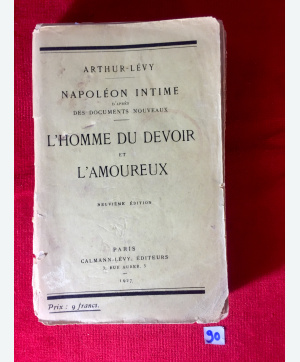 ARTHUR-LÉVY
NAPOLÉON INTIME
D'APRÈS
DES DOCUMENTS NOUVEAUX
L'HOMME DU DEVOIR
ET
L'AMOUREUX
NEUVIÈME ÉDITION
PARIS
CALMANN-LÉVY, ÉDITEURS
3, RUE AUBER, 3
1927
Prix : 9 francs.
90